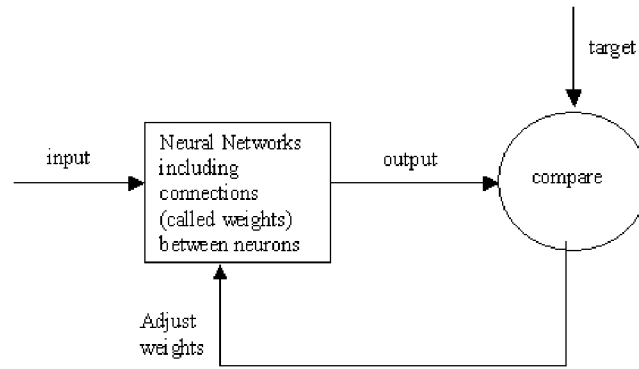 target
input
Neural Networks
including
connections
(called weights)
between neurons
output
compare
Adjust
weights